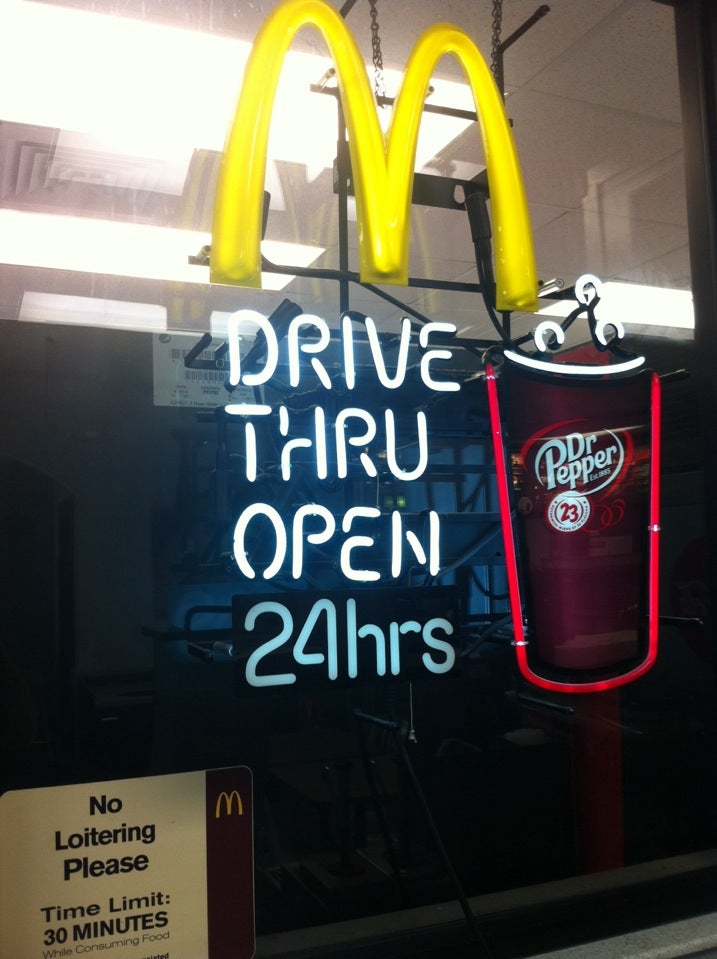 DRIVE
THRU
OPEN
24hrs
Dr
Pepper
Est. 1885
23
No
Loitering
Please
Time Limit:
30 MINUTES
While Consuming Food